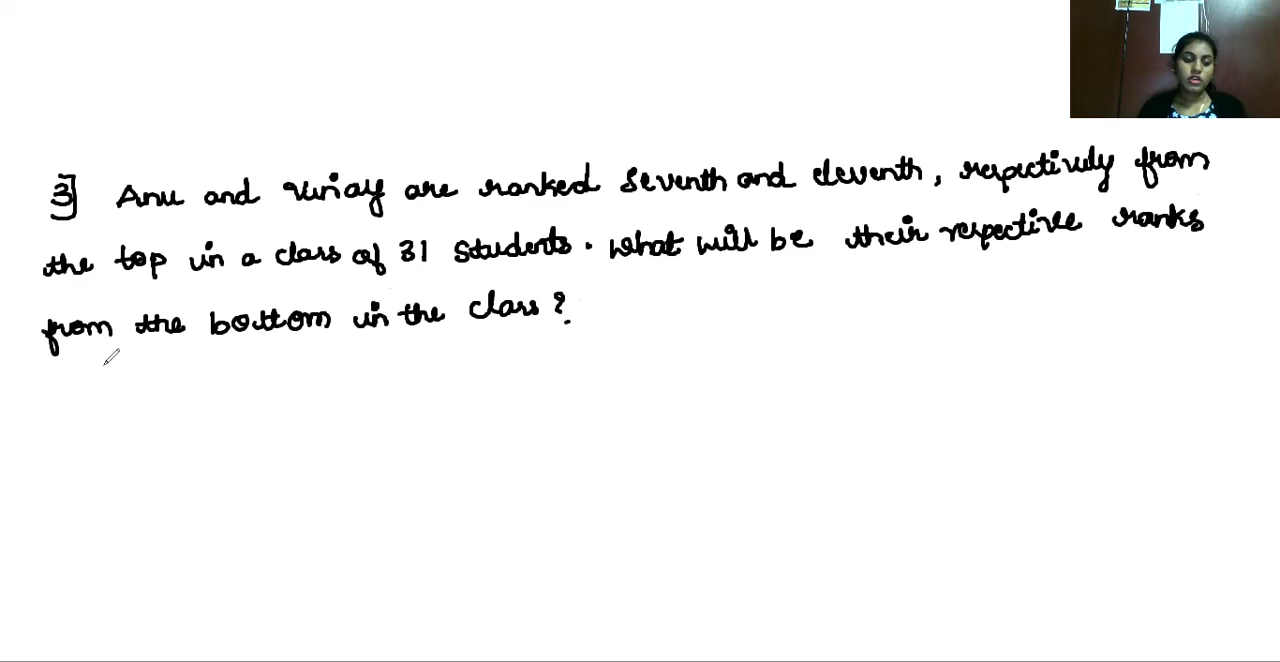 3] Anu and Vinay are ranked seventh and eleventh, respectively from
the top in a class of 31 students. What will be their respective ranks
from the bottom in the class?